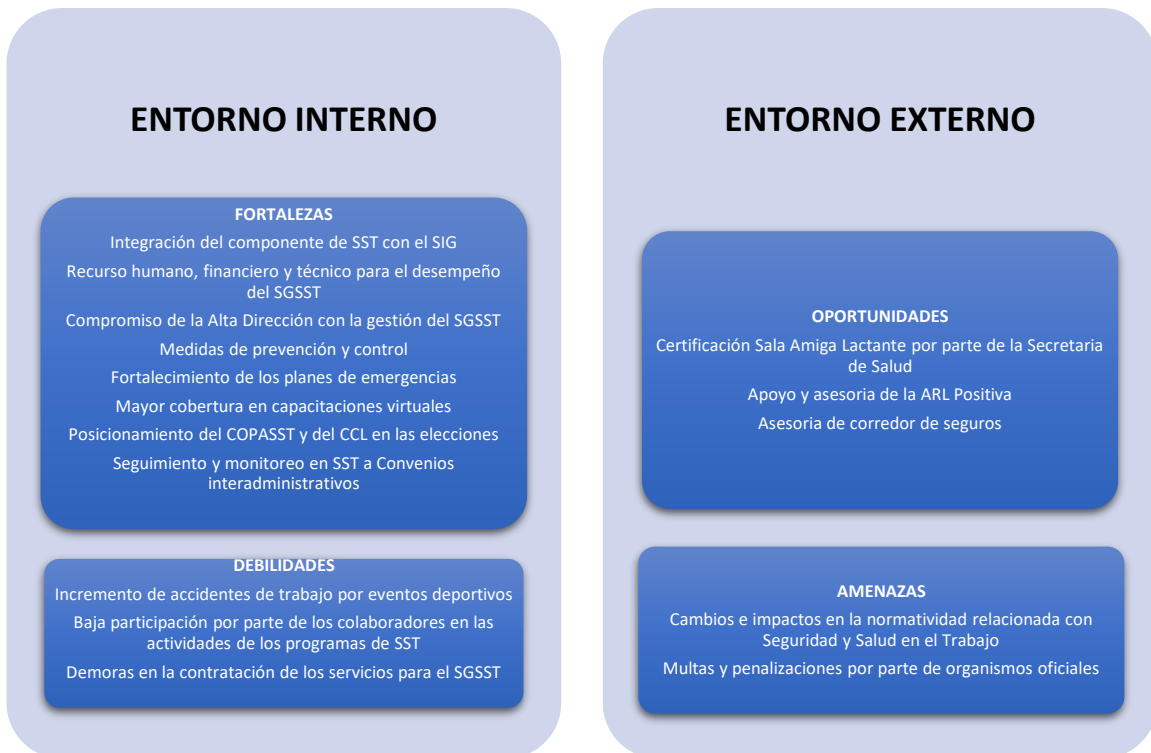 ENTORNO INTERNO
FORTALEZAS
Integración del componente de SST con el SIG
Recurso humano, financiero y técnico para el desempeño
del SGSST
Compromiso de la Alta Dirección con la gestión del SGSST
Medidas de prevención y control
Fortalecimiento de los planes de emergencias
Mayor cobertura en capacitaciones virtuales
Posicionamiento del COPASST y del CCL en las elecciones
Seguimiento y monitoreo en SST a Convenios
interadministrativos
DEBILIDADES
Incremento de accidentes de trabajo por eventos deportivos
Baja participación por parte de los colaboradores en las
actividades de los programas de SST
Demoras en la contratación de los servicios para el SGSST
ENTORNO EXTERNO
OPORTUNIDADES
Certificación Sala Amiga Lactante por parte de la Secretaria
de Salud
Apoyo y asesoria de la ARL Positiva
Asesoria de corredor de seguros
AMENAZAS
Cambios e impactos en la normatividad relacionada con
Seguridad y Salud en el Trabajo
Multas y penalizaciones por parte de organismos oficiales